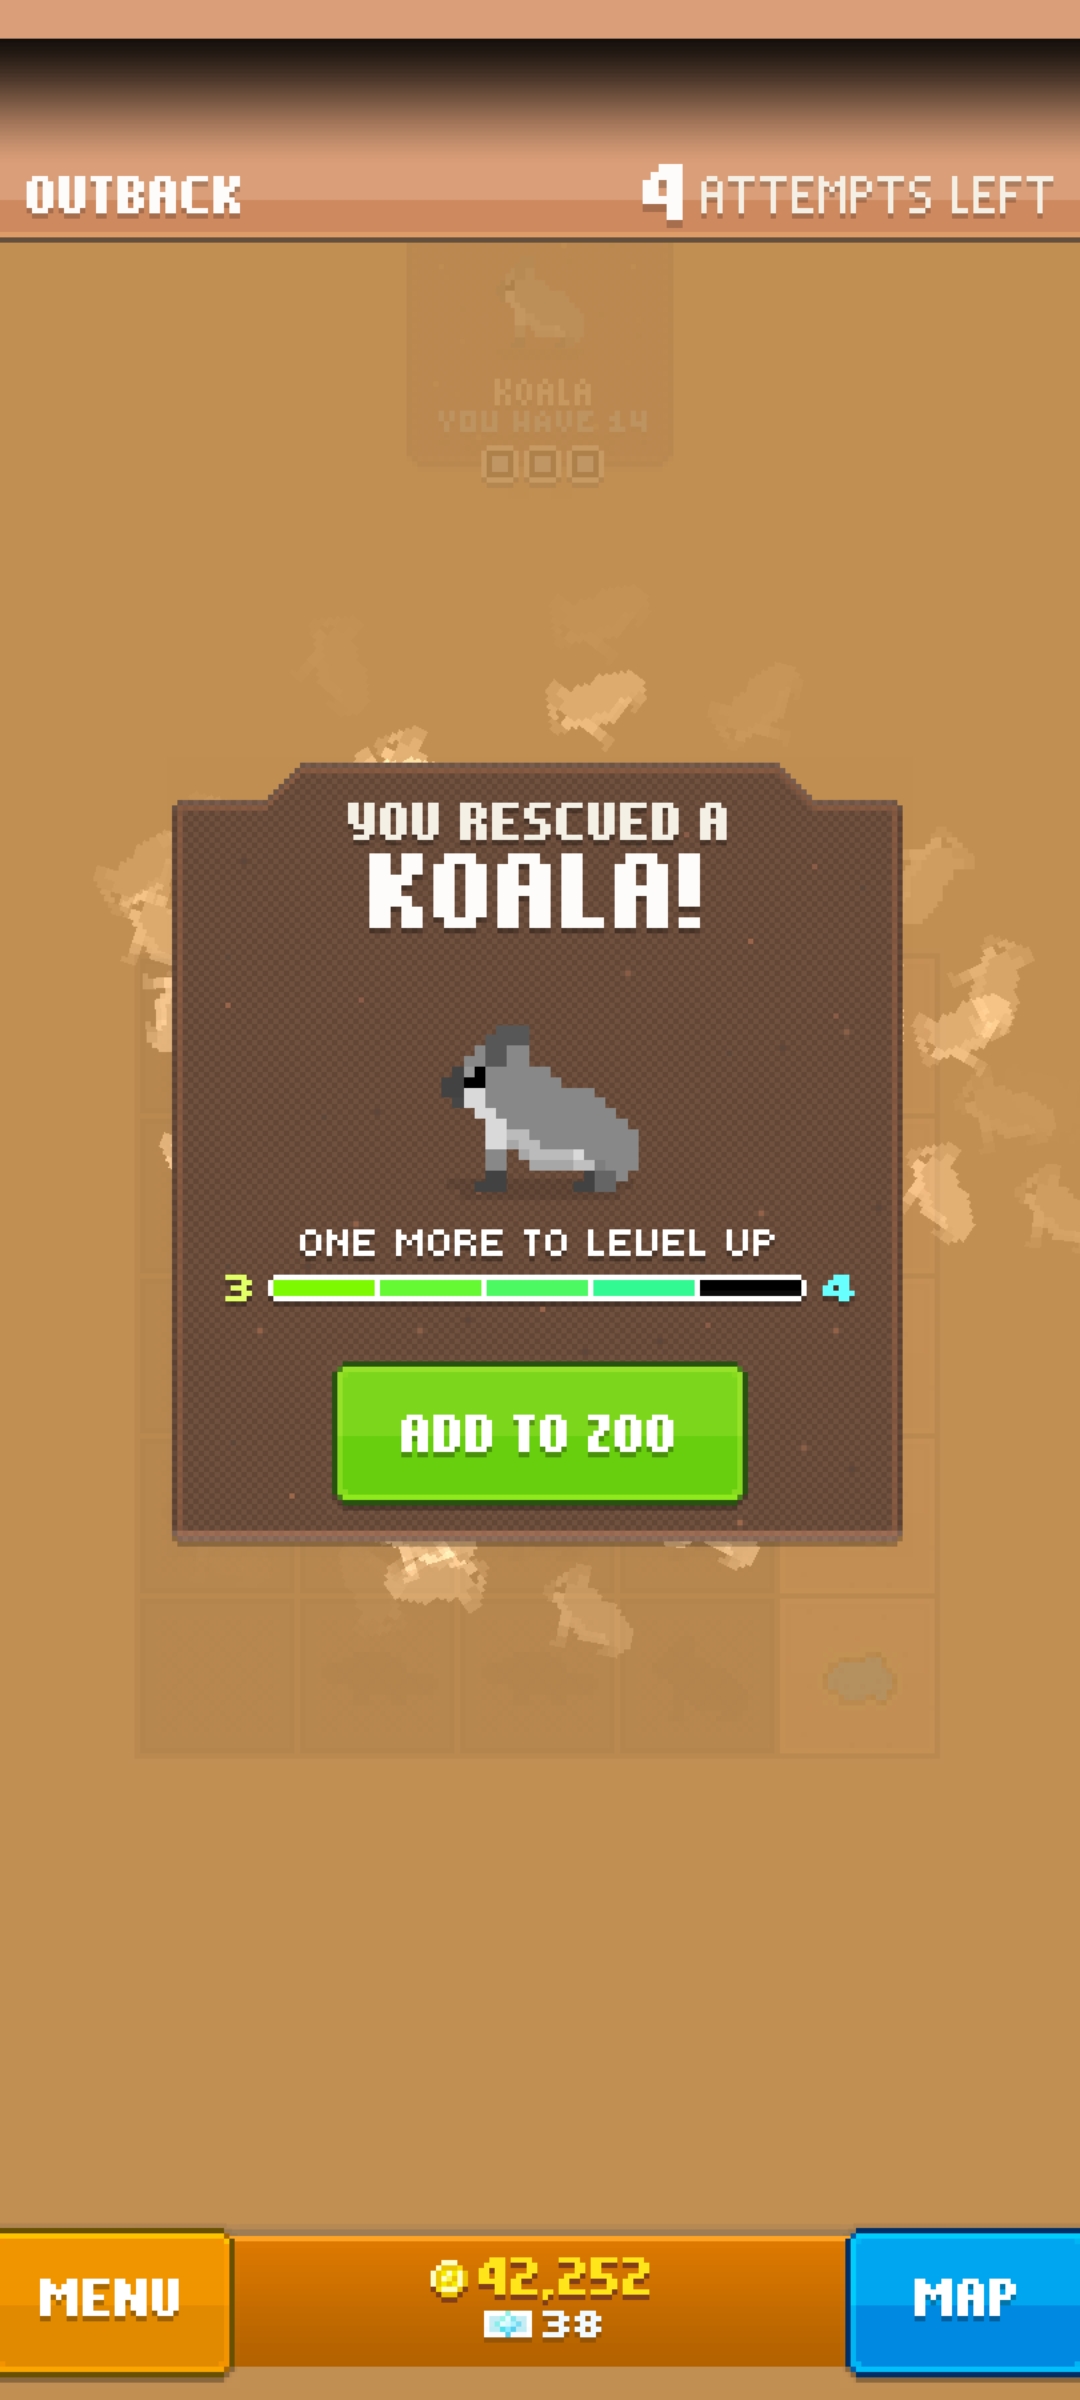 OUTBACK
4 ATTEMPTS LEFT
KOALA
YOU HAVE 14
YOU RESCUED A
KOALA!
ONE MORE TO LEVEL UP
3 4
ADD TO ZOO
MENU
42,252
38
MAP